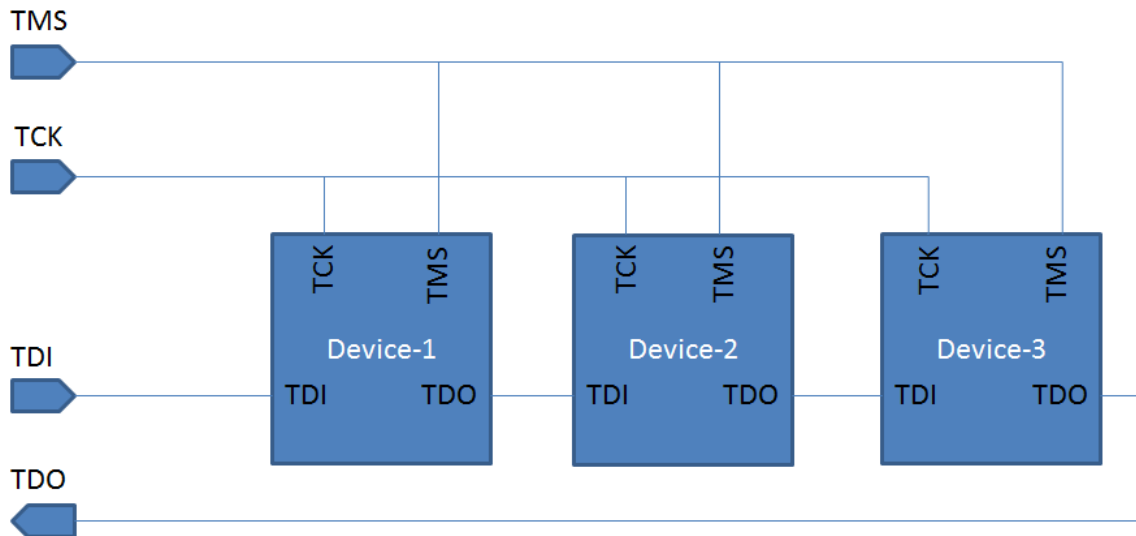 TMS
TCK
TCK
TMS
TCK
TMS
TCK
TMS
Device-1
Device-2
Device-3
TDI
TDI
TDO
TDI
TDO
TDI
TDO
TDO